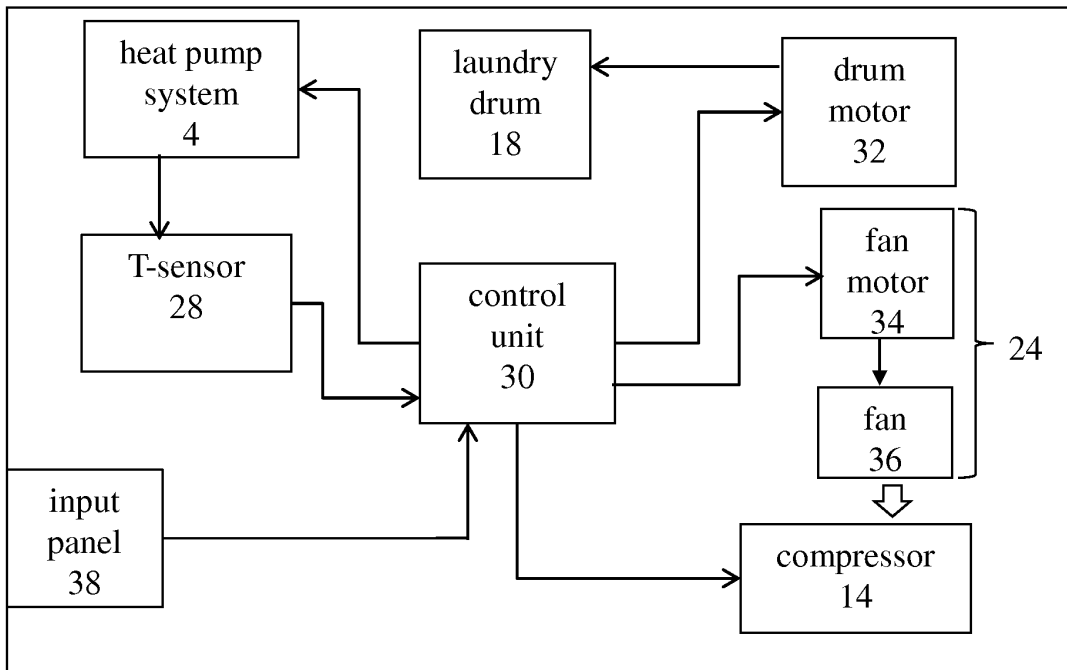 heat pump
system
4
laundry
drum
18
drum
motor
32
T-sensor
28
control
unit
30
fan
motor
34
24
fan
36
input
panel
38
compressor
14